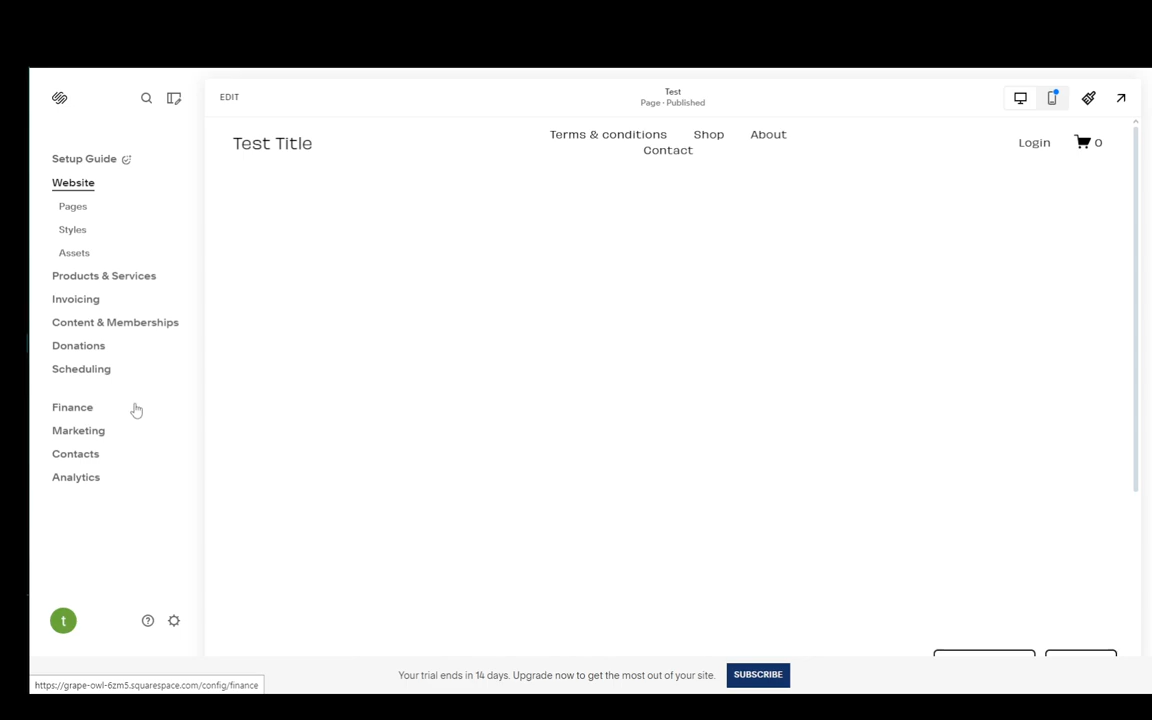 EDIT
Test
Page · Published
Test Title
Terms & conditions Shop About
Contact
Login
0
Setup Guide
Website
Pages
Styles
Assets
Products & Services
Invoicing
Content & Memberships
Donations
Scheduling
Finance
Marketing
Contacts
Analytics
t
Your trial ends in 14 days. Upgrade now to get the most out of your site.
SUBSCRIBE
https://grape-owl-6zm5.squarespace.com/config/finance